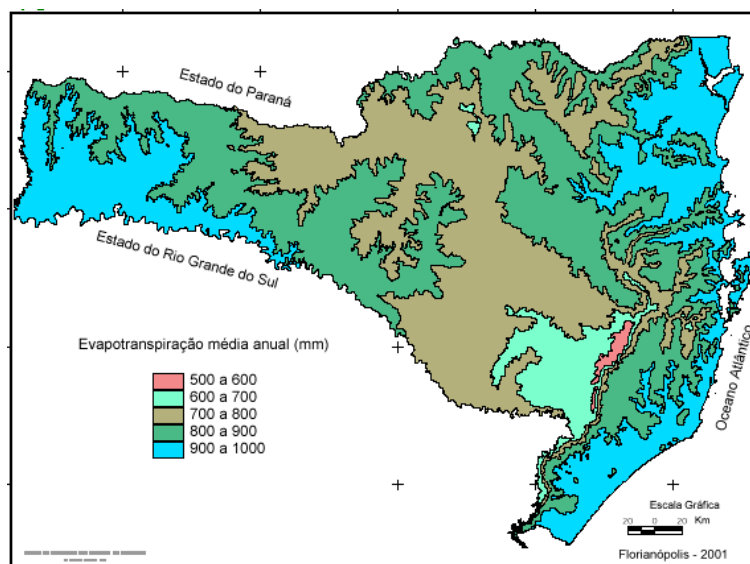 Estado do Paraná
Estado do Rio Grande do Sul
Oceano Atlântico
Evapotranspiração média anual (mm)
500 a 600
600 a 700
700 a 800
800 a 900
900 a 1000
Escala Gráfica
20 0 20 Km
Florianópolis - 2001